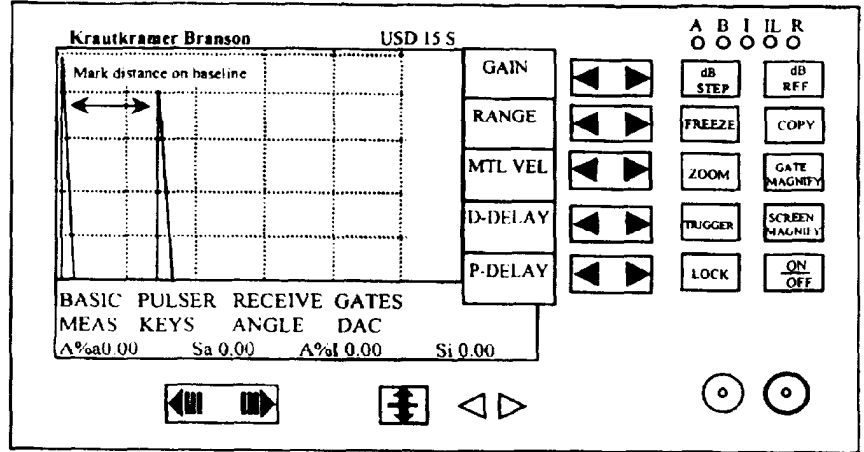 Krautkramer Branson USD 15 S
A B I IL R
Mark distance on baseline
GAIN
dB STEP
dB REF
RANGE
FREEZE
COPY
MTL VEL
ZOOM
GATE MAGNIFY
D-DELAY
TRIGGER
SCREEN MAGNIFY
P-DELAY
LOCK
ON OFF
BASIC PULSER RECEIVE GATES
MEAS KEYS ANGLE DAC
A%a0.00 Sa 0.00 A%I 0.00 Si 0.00